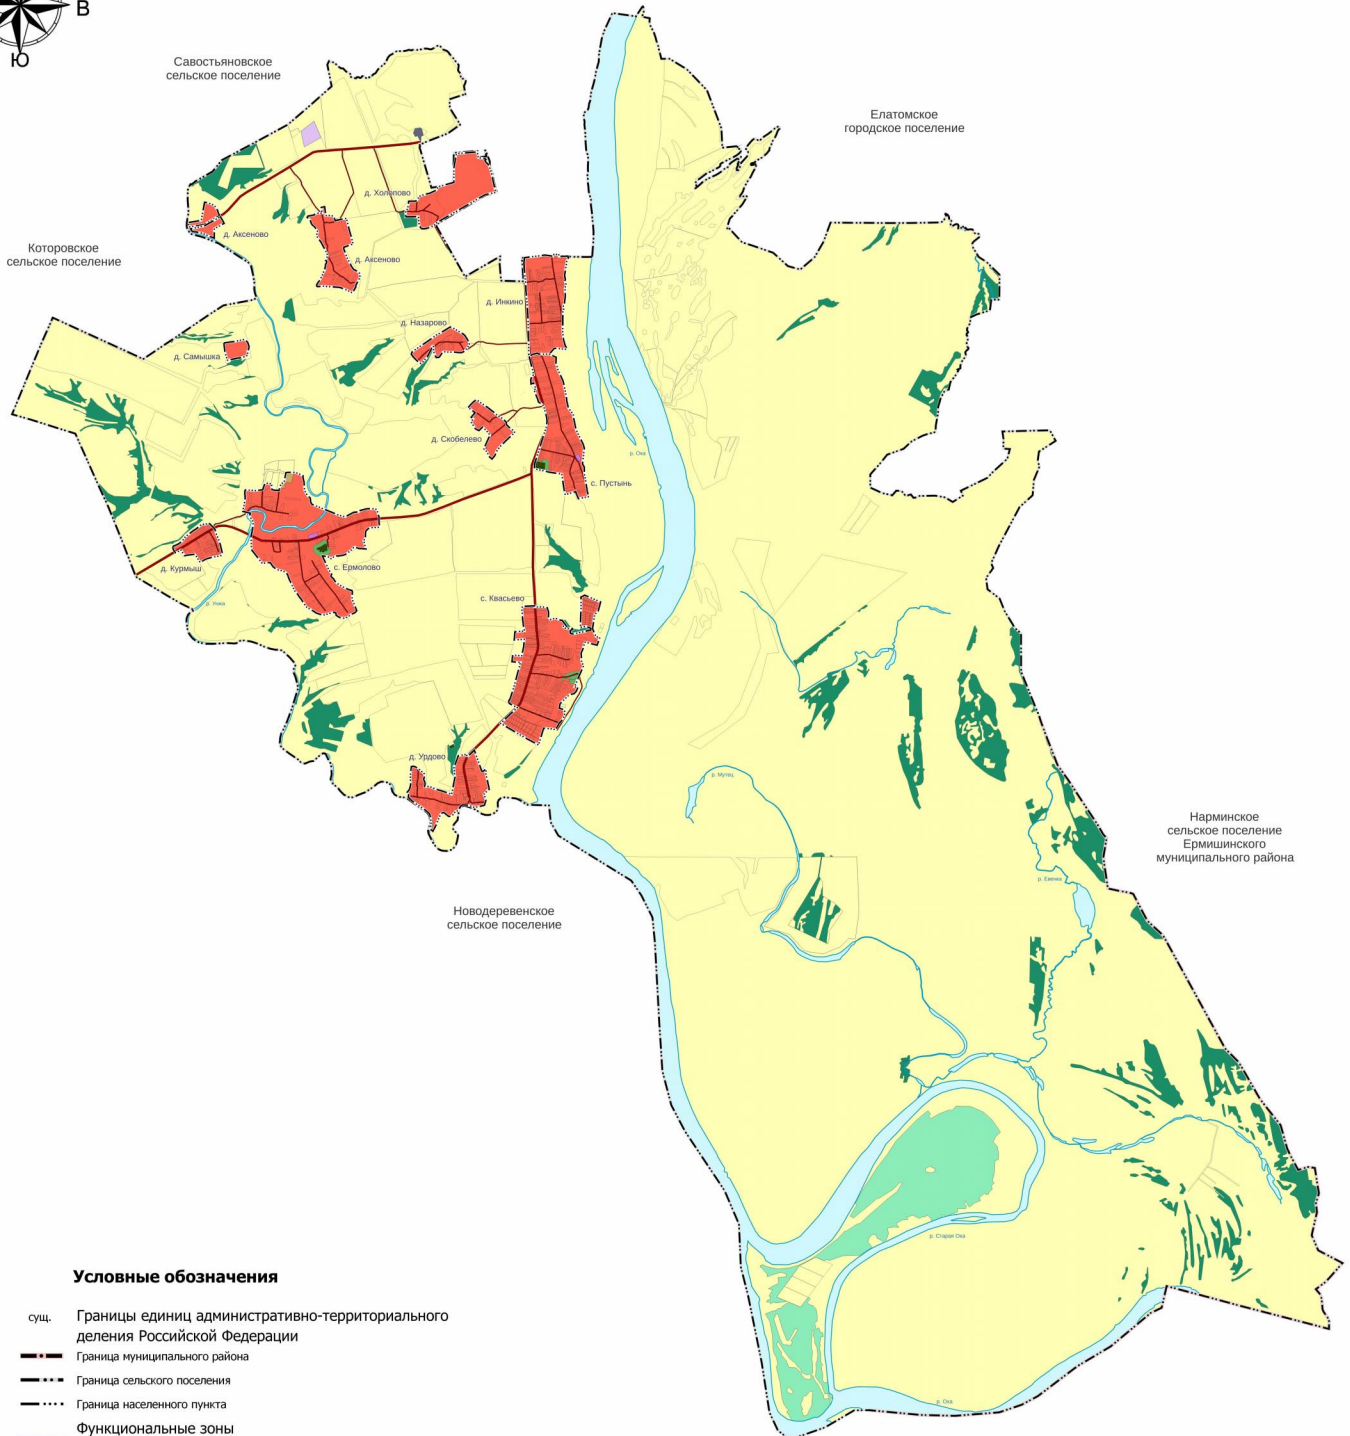 В
Ю
Савостьяновское
сельское поселение
Елатомское
городское поселение
д. Холопово
д. Аксеново
Которовское
сельское поселение
д. Аксеново
д. Инкино
д. Назарово
д. Самышка
д. Скобелево
р. Ока
с. Пустынь
с. Ермолово
д. Курмыш
с. Квасьево
р. Унжа
д. Урдово
р. Мутец
Нарминское
сельское поселение
Ермишинского
муниципального района
Новодеревенское
сельское поселение
р. Старая Ока
р. Ока
Условные обозначения
сущ.
Границы единиц административно-территориального
деления Российской Федерации
Граница муниципального района
Граница сельского поселения
Граница населенного пункта
Функциональные зоны